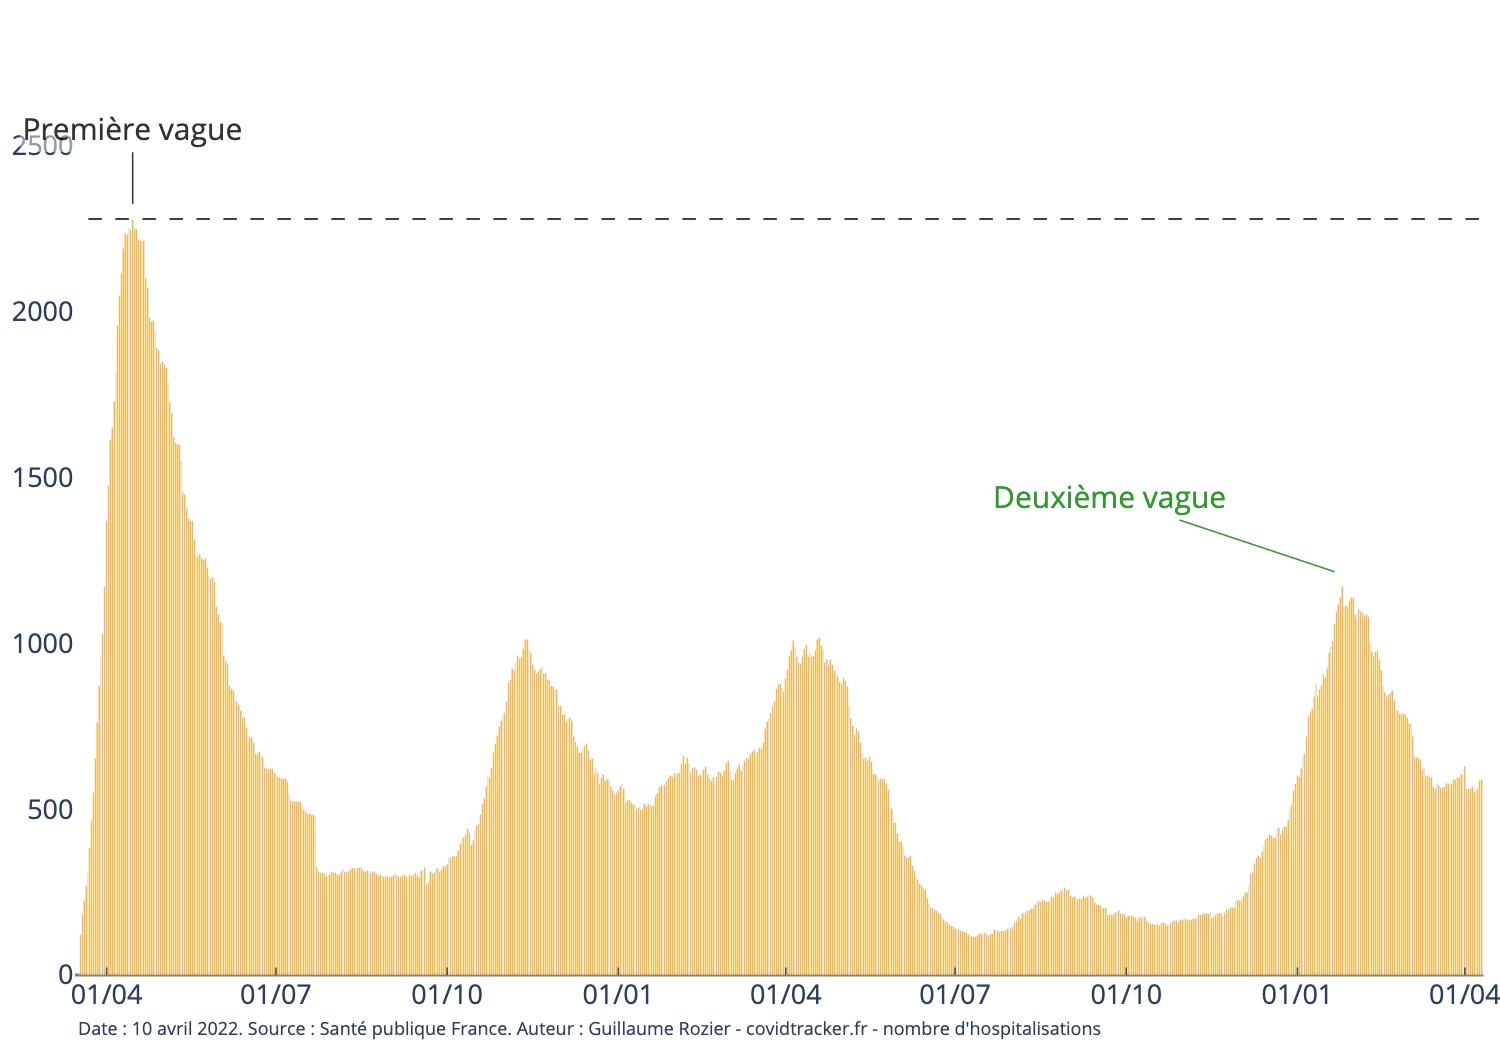 Première vague
2500
2000
1500
Deuxième vague
1000
500
0
01/04 01/07 01/10 01/01 01/04 01/07 01/10 01/01 01/04
Date : 10 avril 2022. Source : Santé publique France. Auteur : Guillaume Rozier - covidtracker.fr - nombre d'hospitalisations